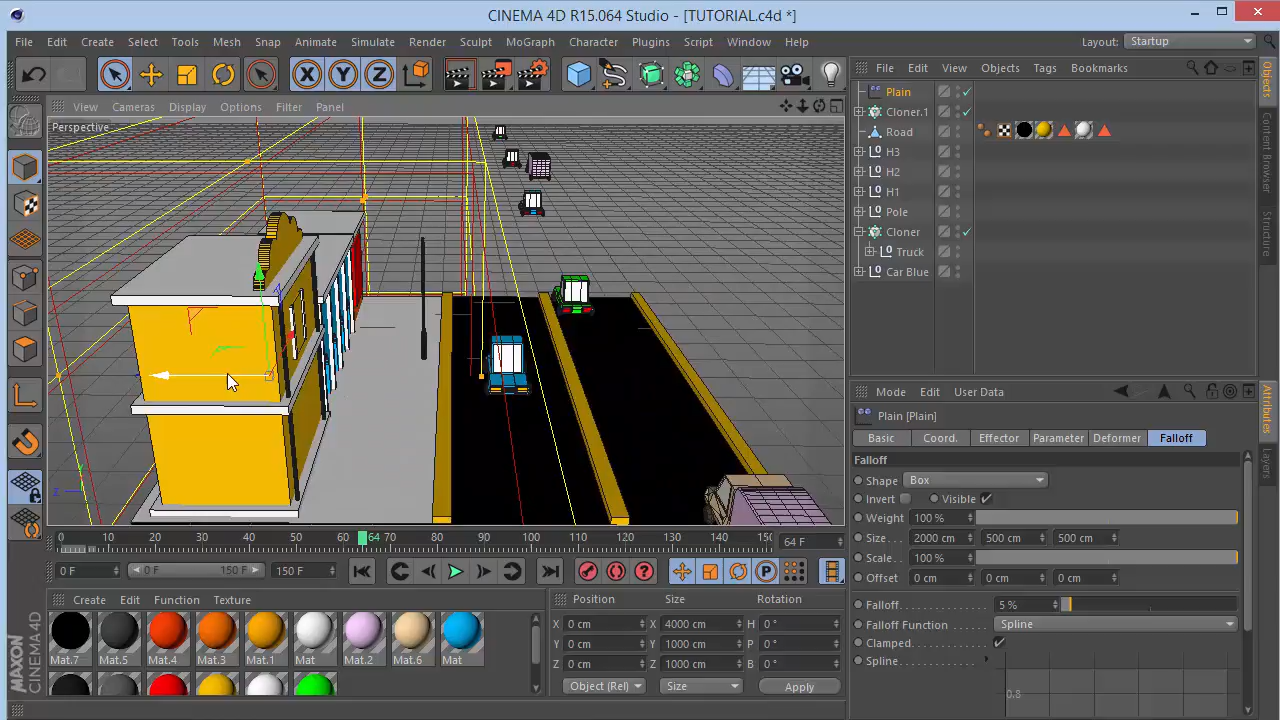 CINEMA 4D R15.064 Studio - [TUTORIAL.c4d *]
File Edit Create Select Tools Mesh Snap Animate Simulate Render Sculpt MoGraph Character Plugins Script Window Help Layout: Startup
X Y Z
File Edit View Objects Tags Bookmarks
View Cameras Display Options Filter Panel
Perspective
Plain
Cloner.1
Road
H3
H2
H1
Pole
Cloner
Truck
Car Blue
Objects
Content Browser
Structure
Mode Edit User Data
Plain [Plain]
Basic Coord. Effector Parameter Deformer Falloff
Falloff
Shape Box
Invert Visible
Weight 100 %
Size 2000 cm 500 cm 500 cm
Scale 100 %
Offset 0 cm 0 cm 0 cm
Falloff 5 %
Falloff Function Spline
Clamped
Spline
0.8
Attributes
Layers
Y
Z
0 10 20 30 40 50 60 64 70 80 90 100 110 120 130 140 150 64 F
0 F 0 F 150 F 150 F
Create Edit Function Texture
Mat.7 Mat.5 Mat.4 Mat.3 Mat.1 Mat Mat.2 Mat.6 Mat
Position Size Rotation
X 0 cm X 4000 cm H 0 °
Y 0 cm Y 1000 cm P 0 °
Z 0 cm Z 1000 cm B 0 °
Object (Rel) Size Apply
MAXON
CINEMA 4D